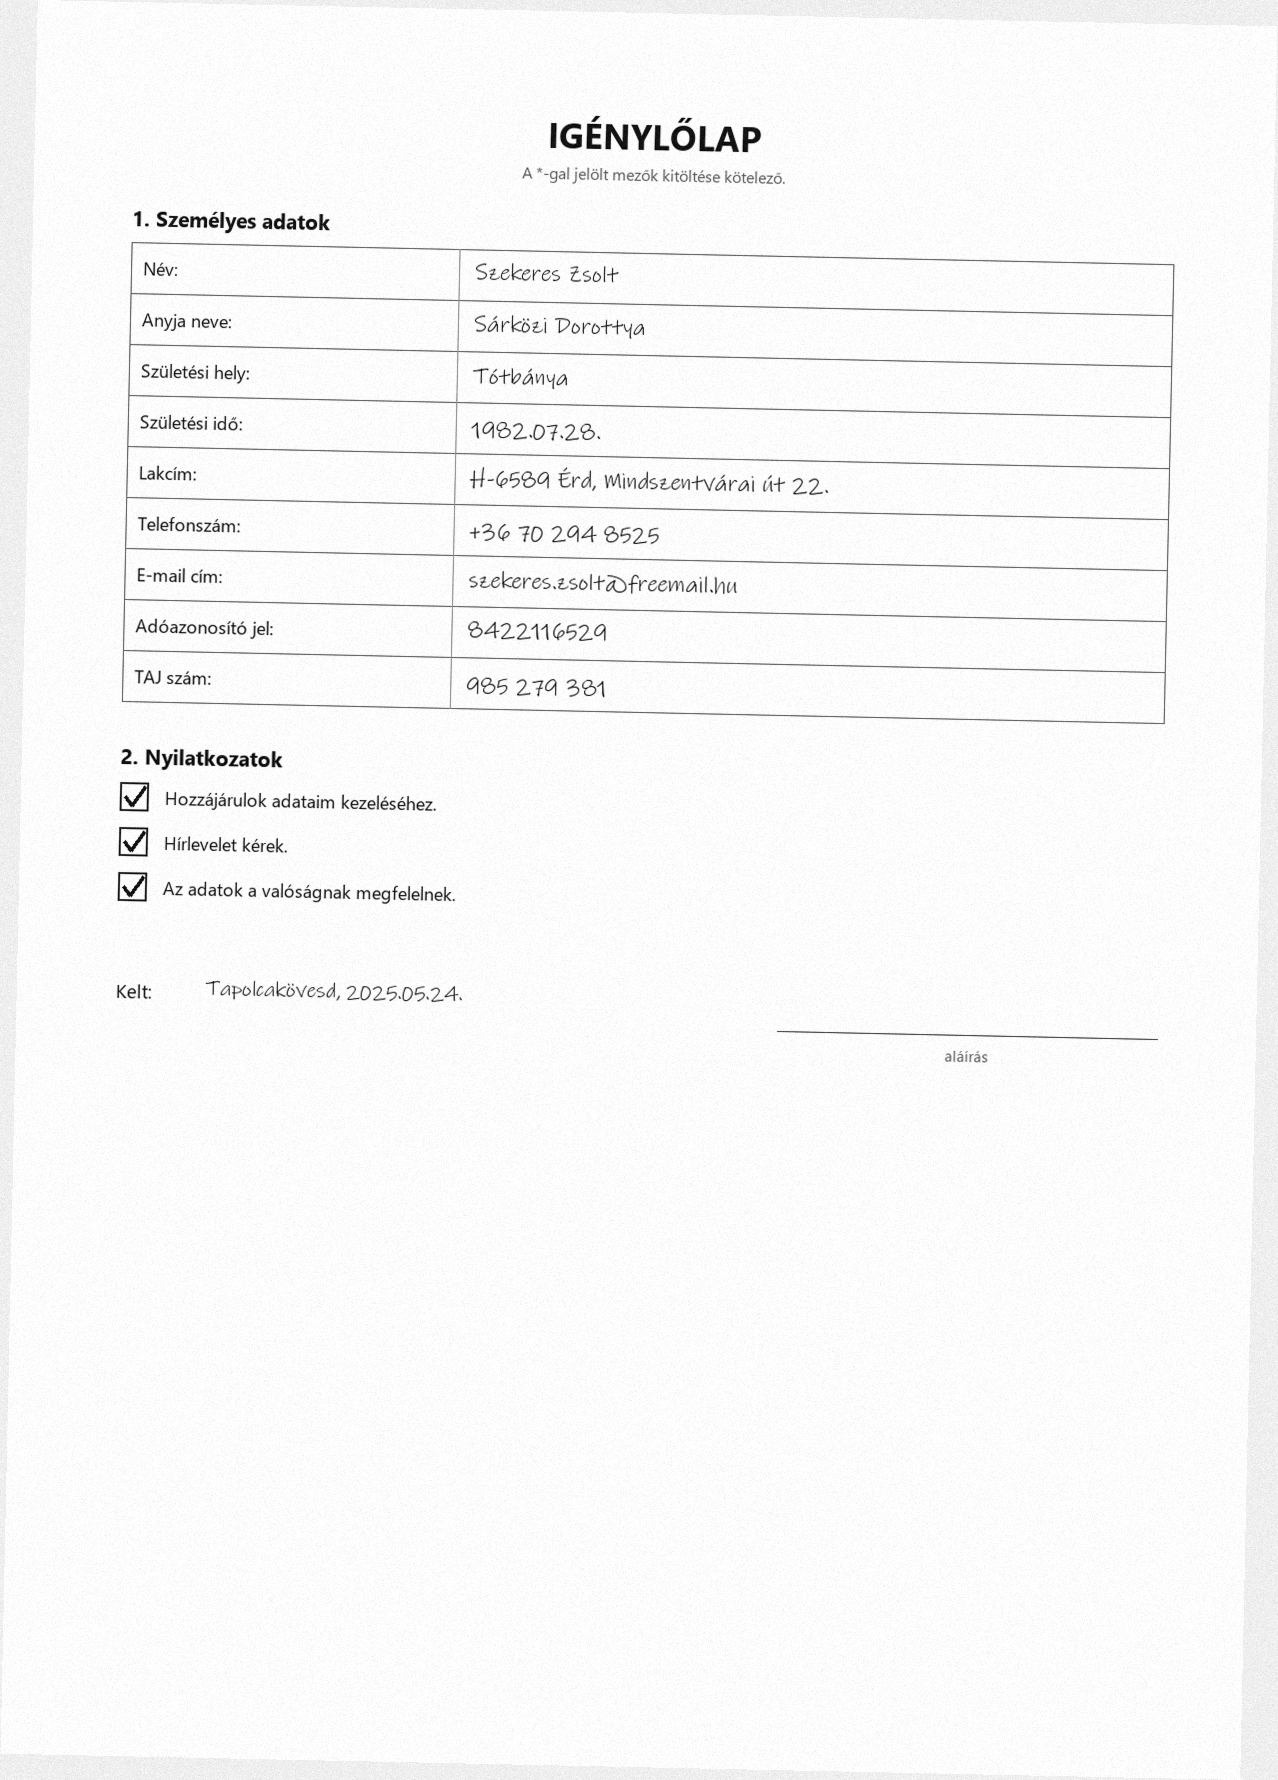 IGÉNYLŐLAP
A *-gal jelölt mezők kitöltése kötelező.
1. Személyes adatok
Név: Szekeres Zsolt
Anyja neve: Sárközi Dorottya
Születési hely: Tótbánya
Születési idő: 1982.07.28.
Lakcím: H-6589 Érd, Mindszentvárai út 22.
Telefonszám: +36 70 294 8525
E-mail cím: szekeres.zsolt@freemail.hu
Adóazonosító jel: 8422116529
TAJ szám: 985 279 381
2. Nyilatkozatok
Hozzájárulok adataim kezeléséhez.
Hírlevelet kérek.
Az adatok a valóságnak megfelelnek.
Kelt: Tapolcakövesd, 2025.05.24.
aláírás